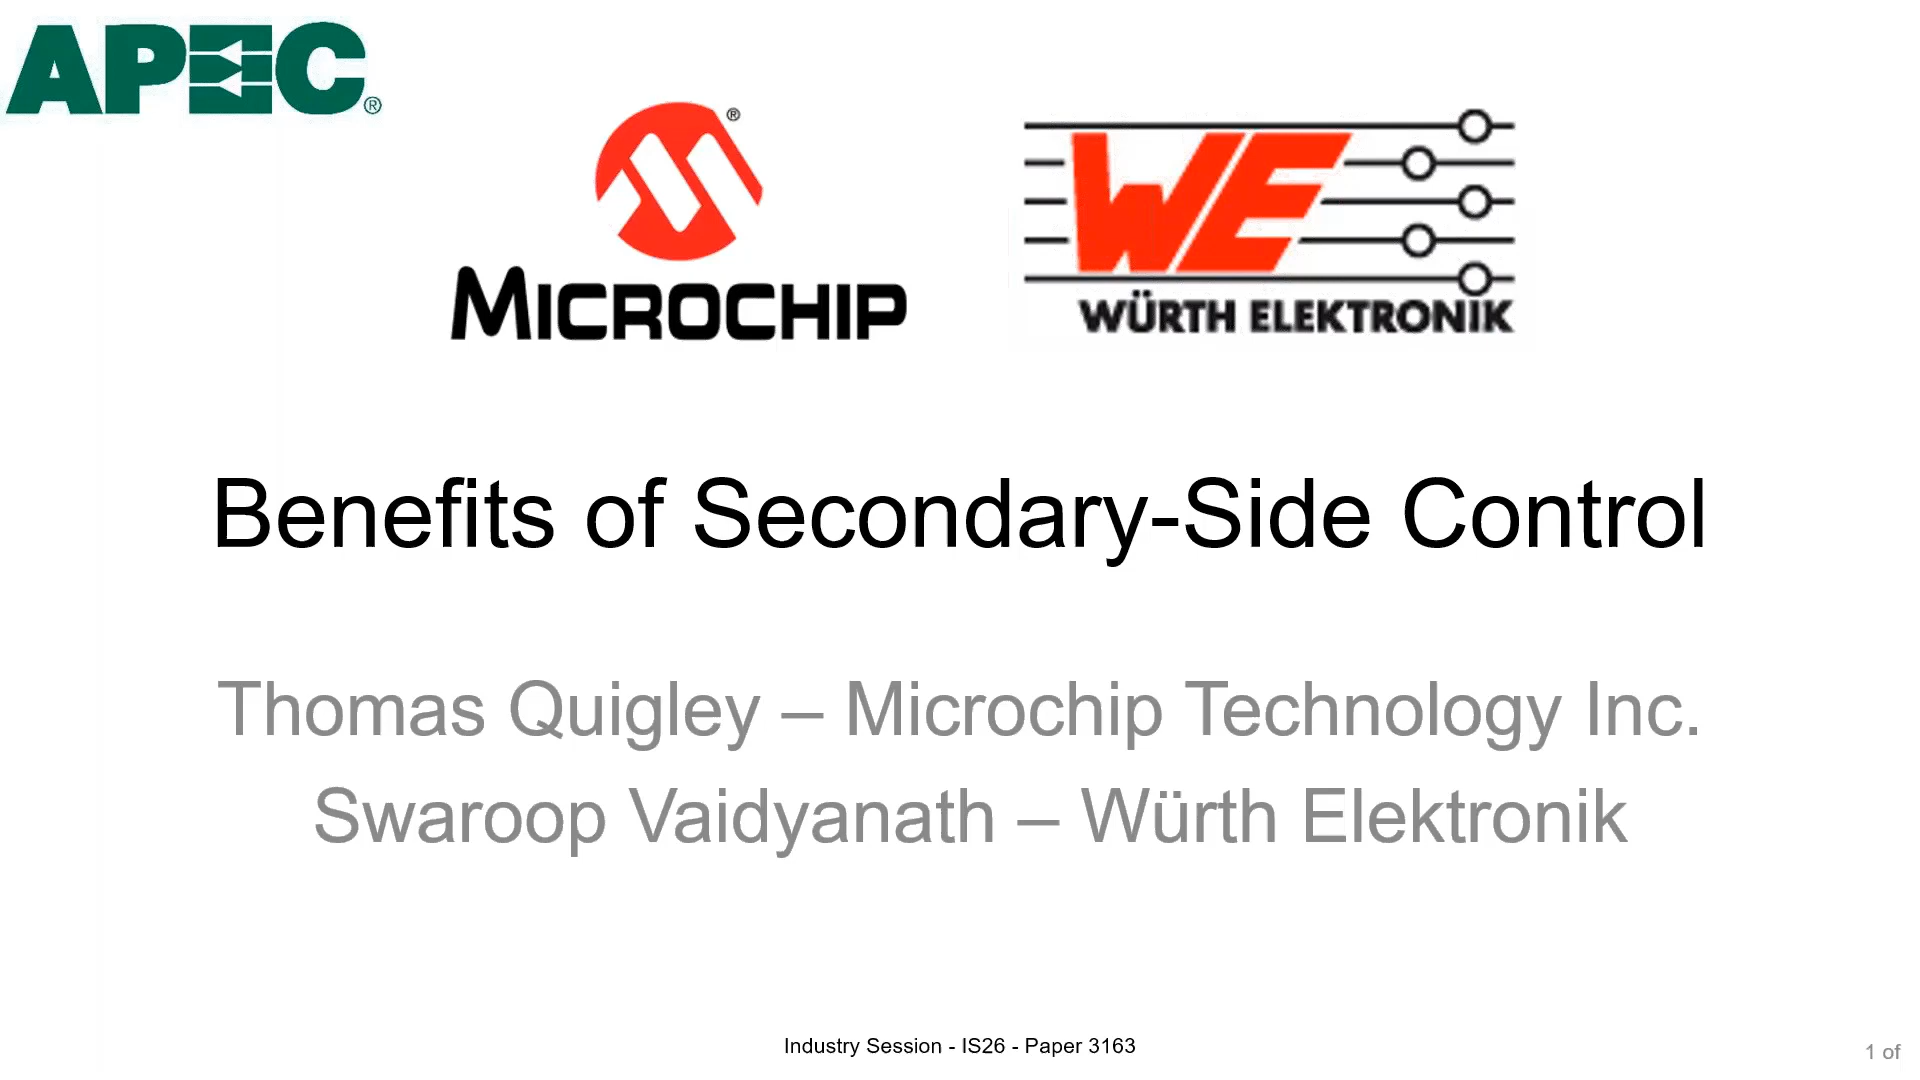 APEC®
®
MICROCHIP
WE
WÜRTH ELEKTRONIK
Benefits of Secondary-Side Control
Thomas Quigley – Microchip Technology Inc.
Swaroop Vaidyanath – Würth Elektronik
Industry Session - IS26 - Paper 3163
1 of